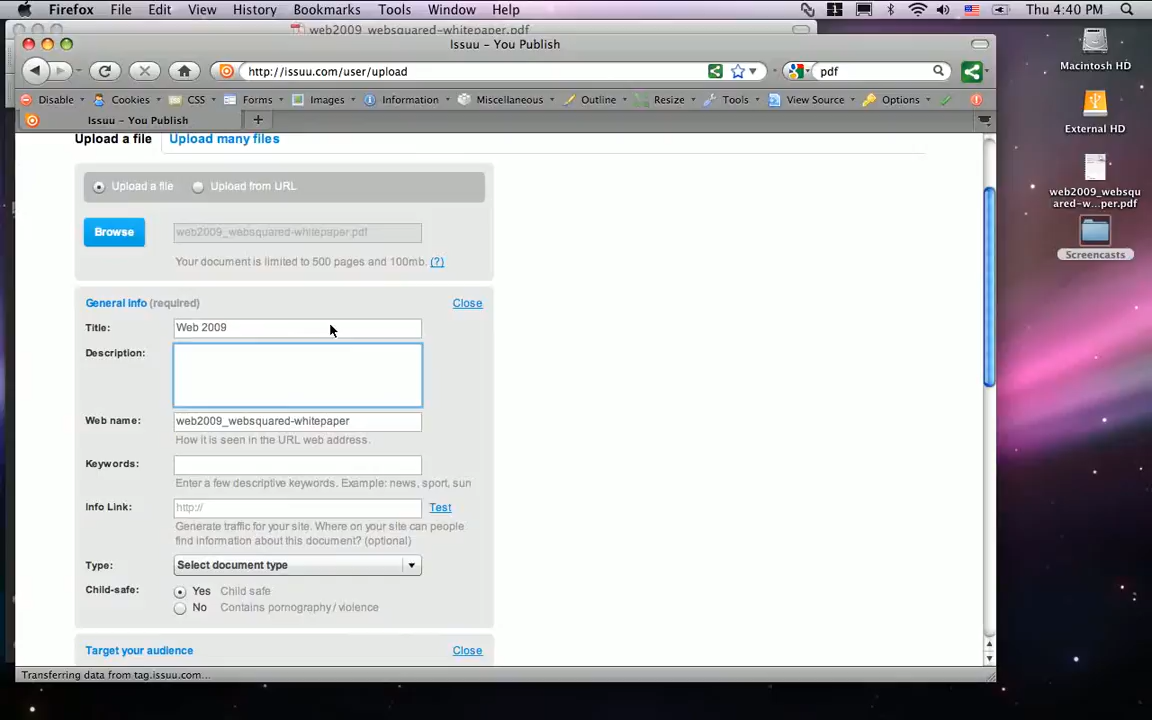 Firefox File Edit View History Bookmarks Tools Window Help Thu 4:40 PM
web2009_websquared-whitepaper.pdf
Issuu - You Publish
http://issuu.com/user/upload pdf
Disable Cookies CSS Forms Images Information Miscellaneous Outline Resize Tools View Source Options
Issuu - You Publish
Macintosh HD
External HD
web2009_websqu
ared-w...per.pdf
Screencasts
Upload a file Upload many files
Upload a file Upload from URL
Browse web2009_websquared-whitepaper.pdf
Your document is limited to 500 pages and 100mb. (?)
General info (required) Close
Title: Web 2009
Description:
Web name: web2009_websquared-whitepaper
How it is seen in the URL web address.
Keywords:
Enter a few descriptive keywords. Example: news, sport, sun
Info Link: http:// Test
Generate traffic for your site. Where on your site can people
find information about this document? (optional)
Type: Select document type
Child-safe: Yes Child safe
No Contains pornography / violence
Target your audience Close
Transferring data from tag.issuu.com...